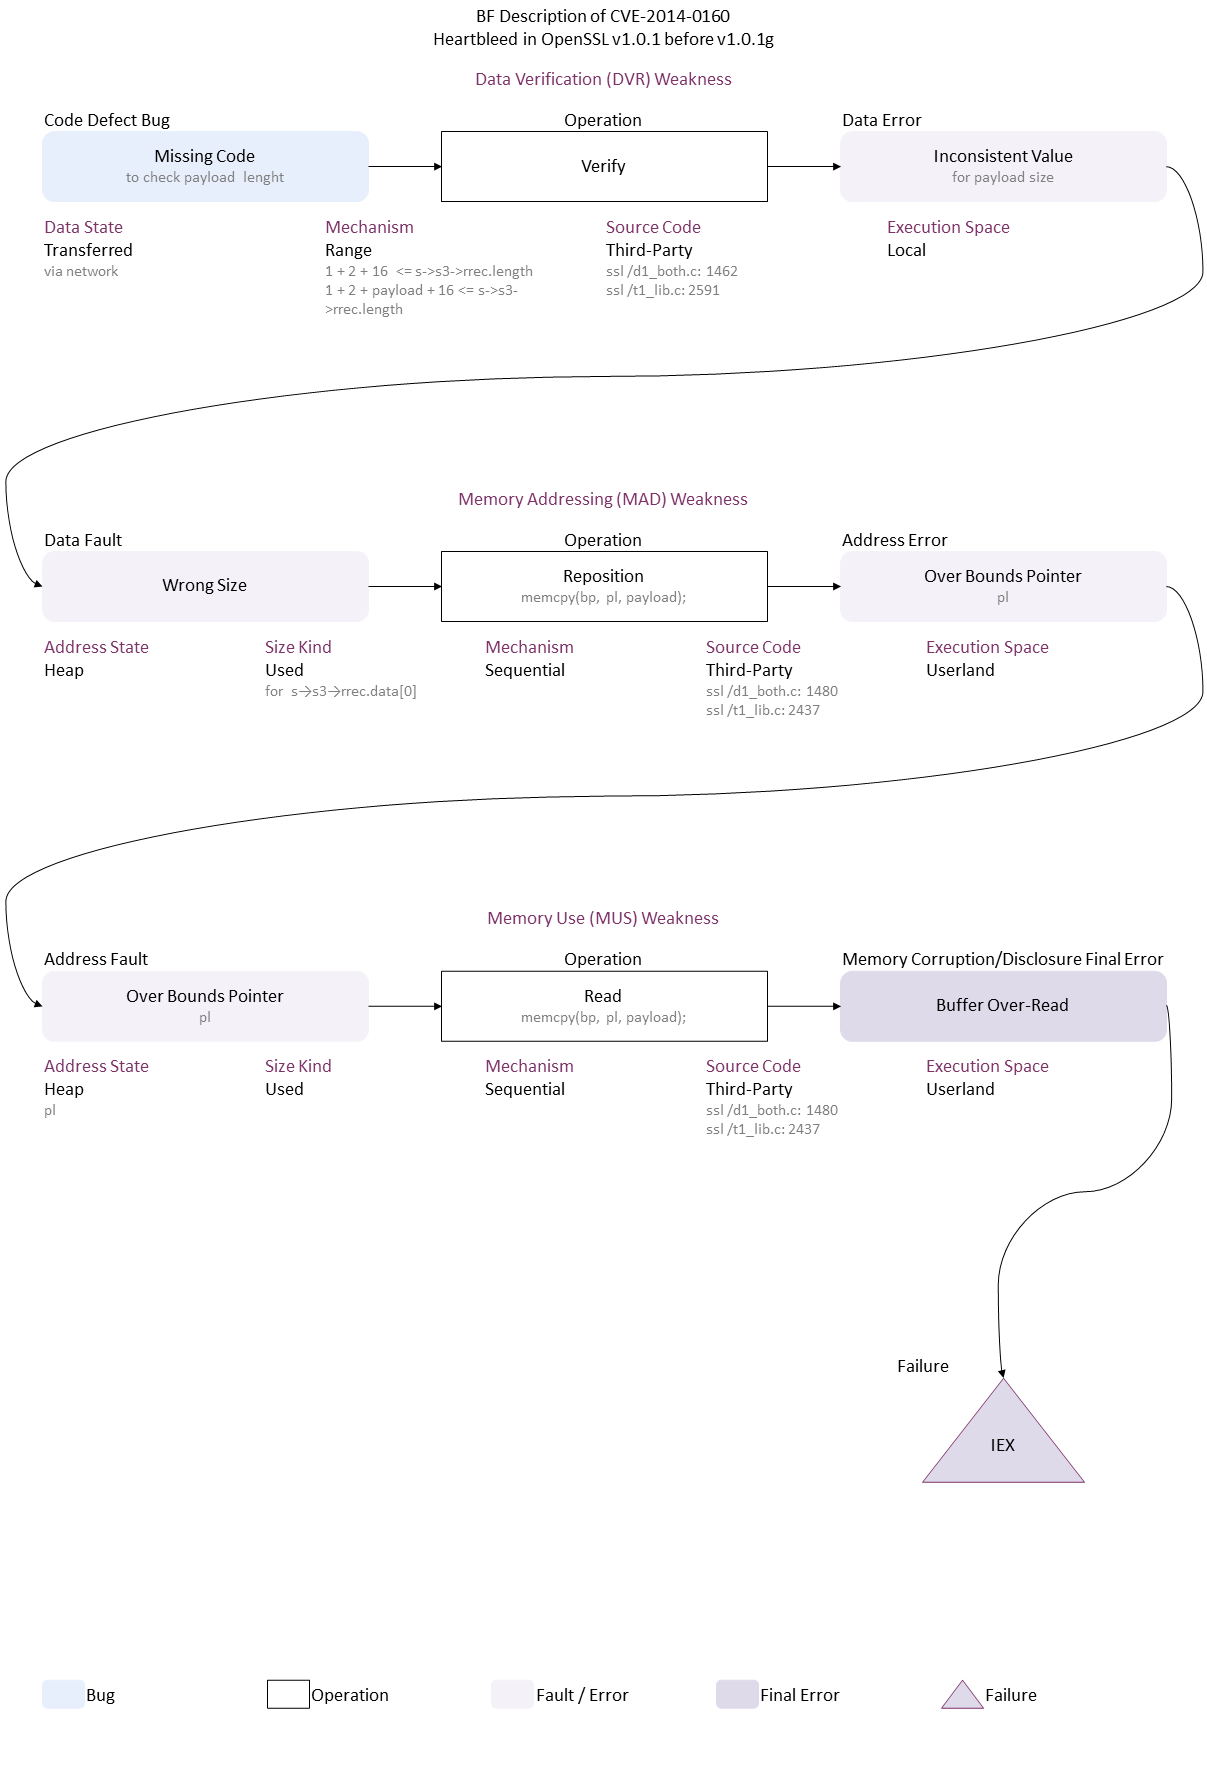 BF Description of CVE-2014-0160
Heartbleed in OpenSSL v1.0.1 before v1.0.1g
Data Verification (DVR) Weakness
Code Defect Bug
Operation
Data Error
Missing Code
to check payload lenght
Verify
Inconsistent Value
for payload size
Data State
Transferred
via network
Mechanism
Range
1 + 2 + 16 <= s->s3->rrec.length
1 + 2 + payload + 16 <= s->s3-
>rrec.length
Source Code
Third-Party
ssl /d1_both.c: 1462
ssl /t1_lib.c: 2591
Execution Space
Local
Memory Addressing (MAD) Weakness
Data Fault
Operation
Address Error
Wrong Size
Reposition
memcpy(bp, pl, payload);
Over Bounds Pointer
pl
Address State
Heap
Size Kind
Used
for s→s3→rrec.data[0]
Mechanism
Sequential
Source Code
Third-Party
ssl /d1_both.c: 1480
ssl /t1_lib.c: 2437
Execution Space
Userland
Memory Use (MUS) Weakness
Address Fault
Operation
Memory Corruption/Disclosure Final Error
Over Bounds Pointer
pl
Read
memcpy(bp, pl, payload);
Buffer Over-Read
Address State
Heap
pl
Size Kind
Used
Mechanism
Sequential
Source Code
Third-Party
ssl /d1_both.c: 1480
ssl /t1_lib.c: 2437
Execution Space
Userland
Failure
IEX
Bug
Operation
Fault / Error
Final Error
Failure